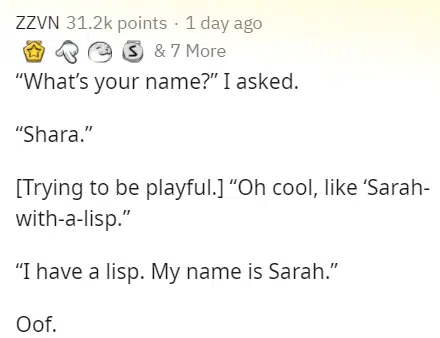 ZZVN 31.2k points · 1 day ago
S & 7 More
“What’s your name?” I asked.
“Shara.”
[Trying to be playful.] “Oh cool, like ‘Sarah-
with-a-lisp.”
“I have a lisp. My name is Sarah.”
Oof.